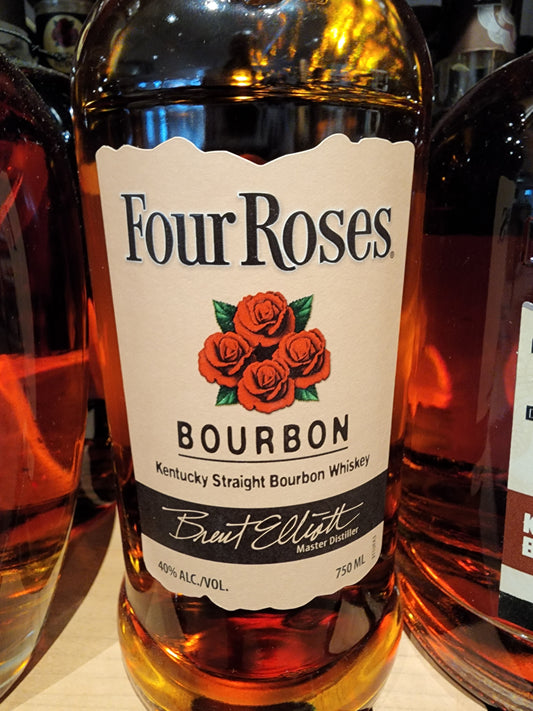 Four Roses®
BOURBON
Kentucky Straight Bourbon Whiskey
Brent Elliott
Master Distiller
40% ALC./VOL.
750 ML